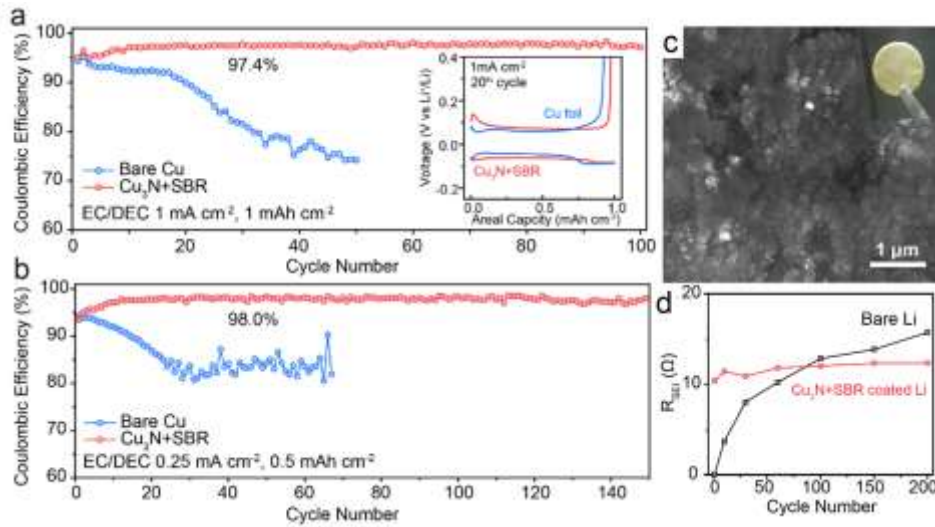 a
100
90
80
70
60
Coulombic Efficiency (%)
97.4%
Bare Cu
Cu₃N+SBR
EC/DEC 1 mA cm⁻², 1 mAh cm⁻²
0 20 40 60 80 100
Cycle Number
0.4
0.2
0.0
-0.2
Voltage (V vs Li⁺/Li)
1mA cm⁻²
20ᵗʰ cycle
Cu foil
Cu₃N+SBR
0.0 0.5 1.0
Areal Capcity (mAh cm⁻²)
b
100
90
80
70
60
Coulombic Efficiency (%)
98.0%
Bare Cu
Cu₃N+SBR
EC/DEC 0.25 mA cm⁻², 0.5 mAh cm⁻²
0 20 40 60 80 100 120 140
Cycle Number
c
1 µm
d
20
10
0
R_SEI (Ω)
Bare Li
Cu₃N+SBR coated Li
0 50 100 150 200
Cycle Number